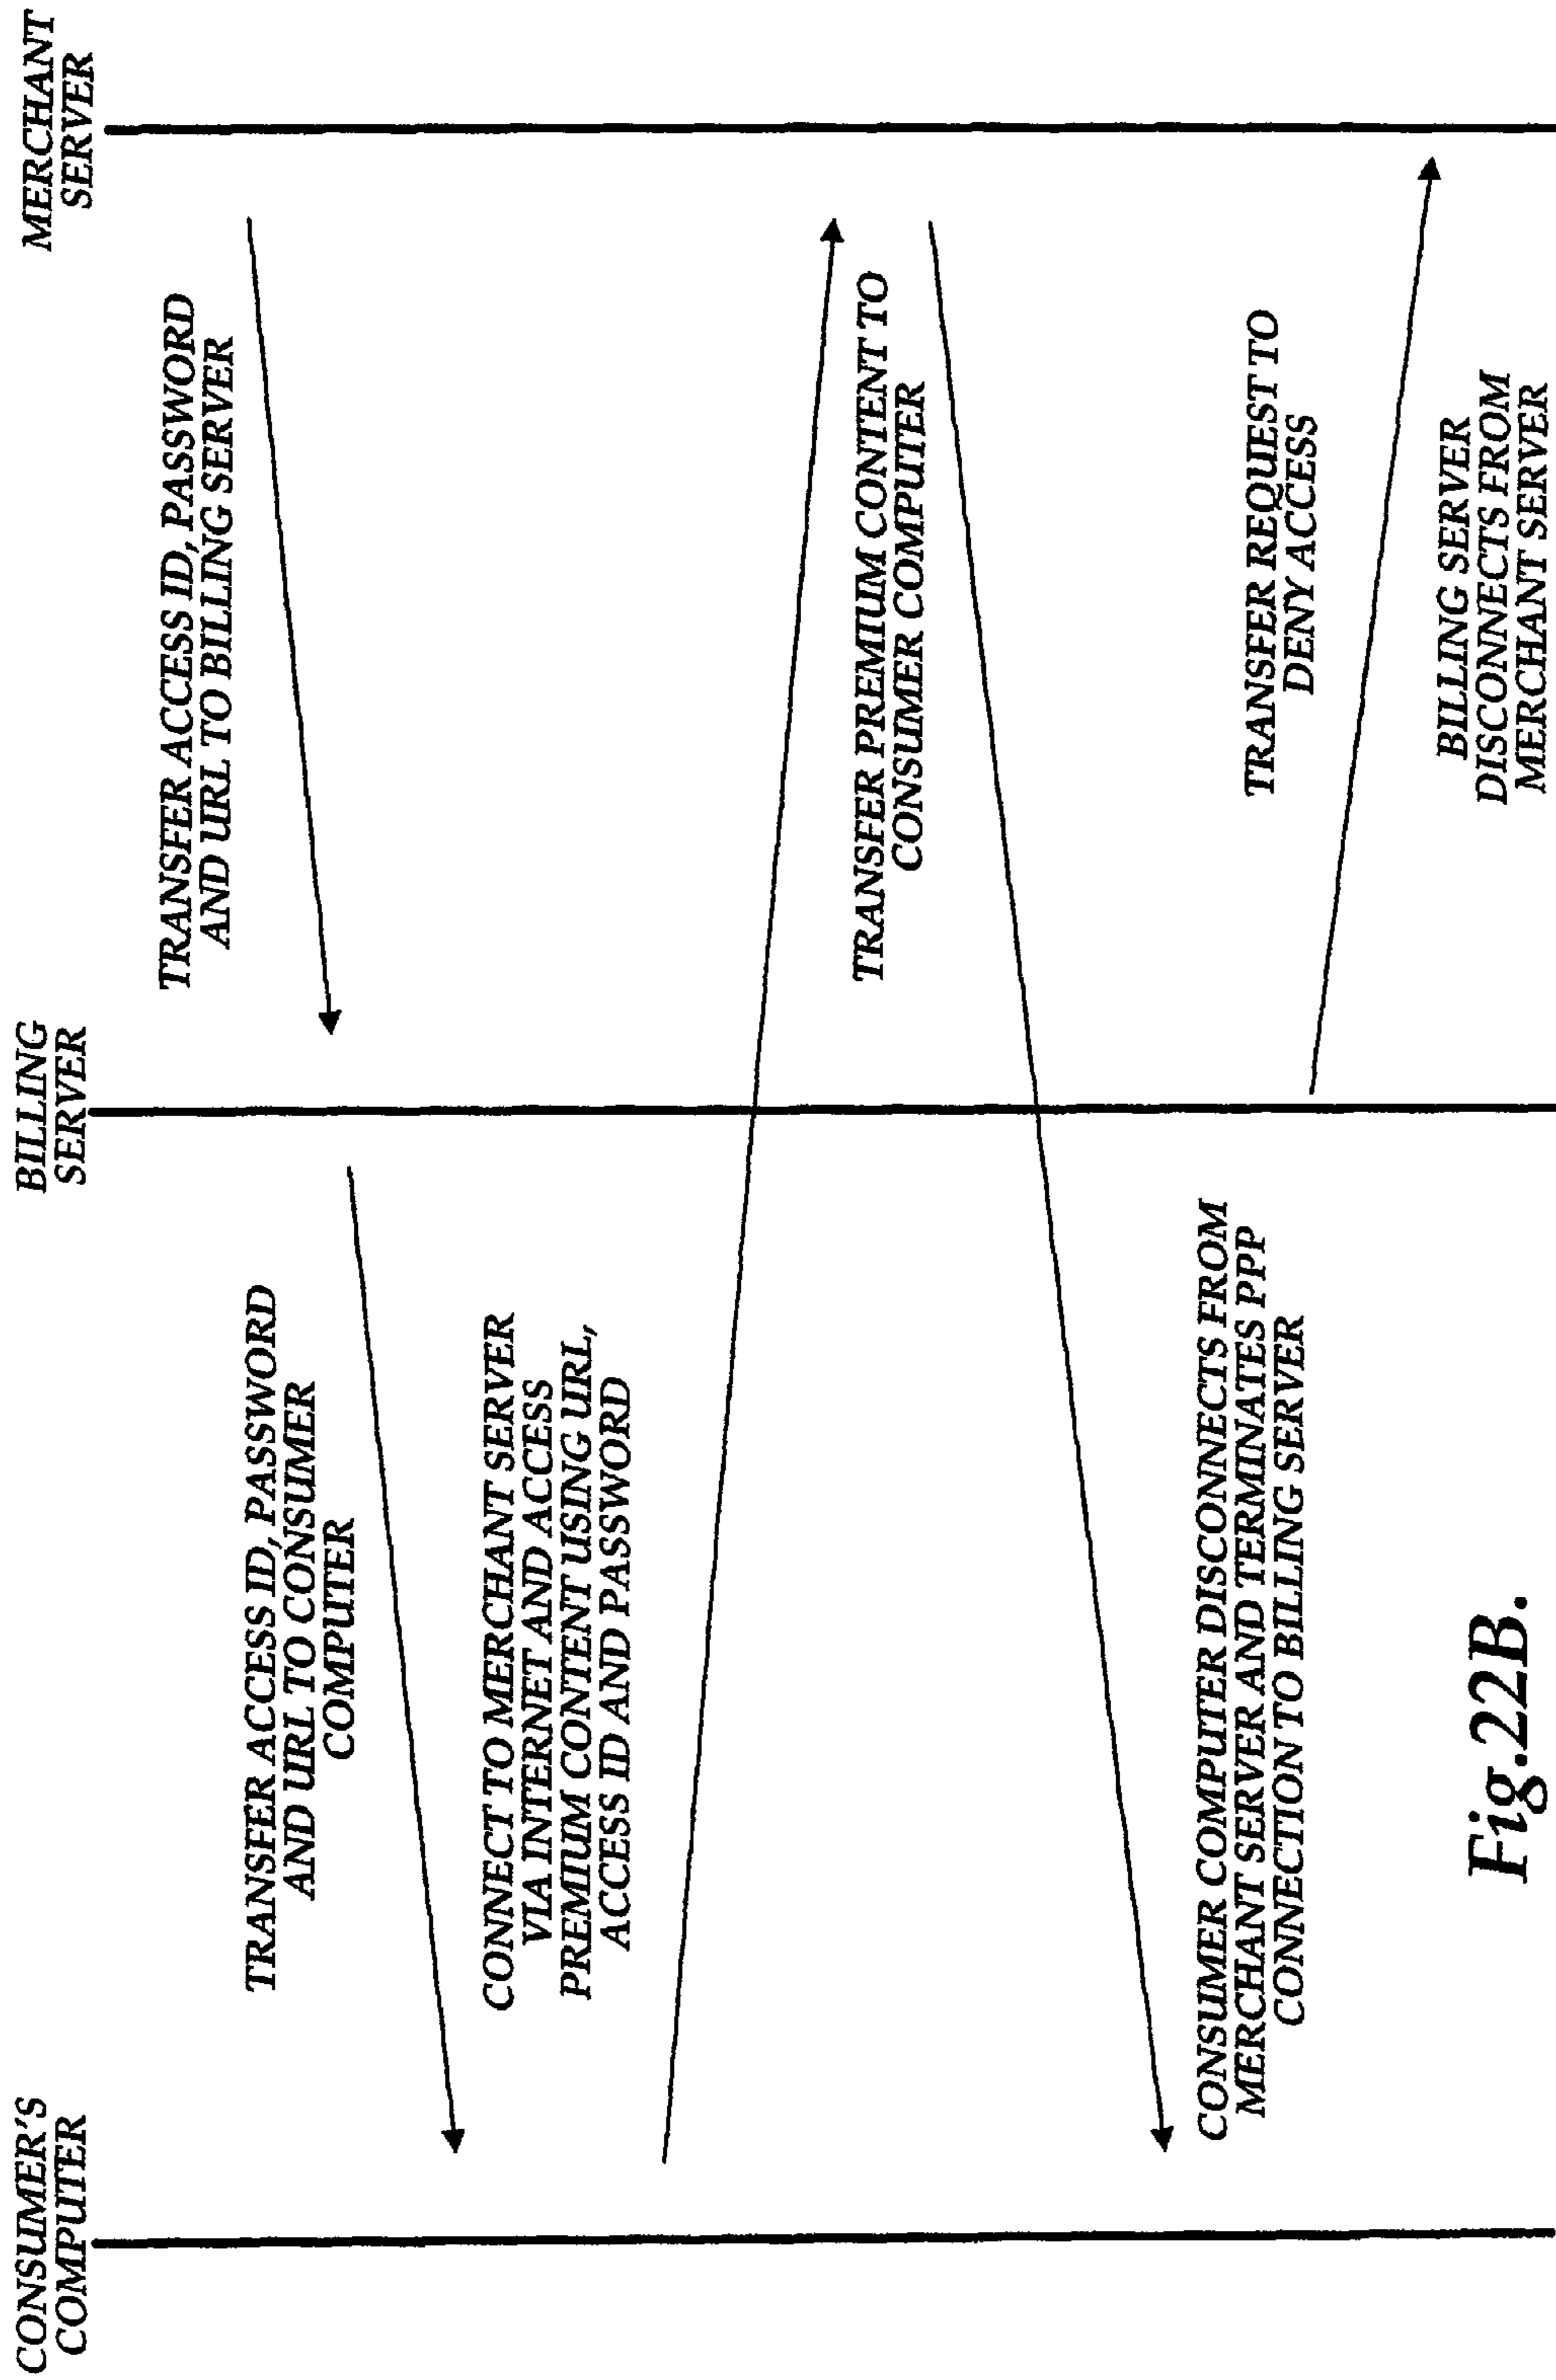 CONSUMER'S
COMPUTER
BILLING
SERVER
MERCHANT
SERVER
TRANSFER ACCESS ID, PASSWORD
AND URL TO BILLING SERVER
TRANSFER ACCESS ID, PASSWORD
AND URL TO CONSUMER
COMPUTER
CONNECT TO MERCHANT SERVER
VIA INTERNET AND ACCESS
PREMIUM CONTENT USING URL,
ACCESS ID AND PASSWORD
TRANSFER PREMIUM CONTENT TO
CONSUMER COMPUTER
CONSUMER COMPUTER DISCONNECTS FROM
MERCHANT SERVER AND TERMINATES PPP
CONNECTION TO BILLING SERVER
TRANSFER REQUEST TO
DENY ACCESS
BILLING SERVER
DISCONNECTS FROM
MERCHANT SERVER
Fig.22B.